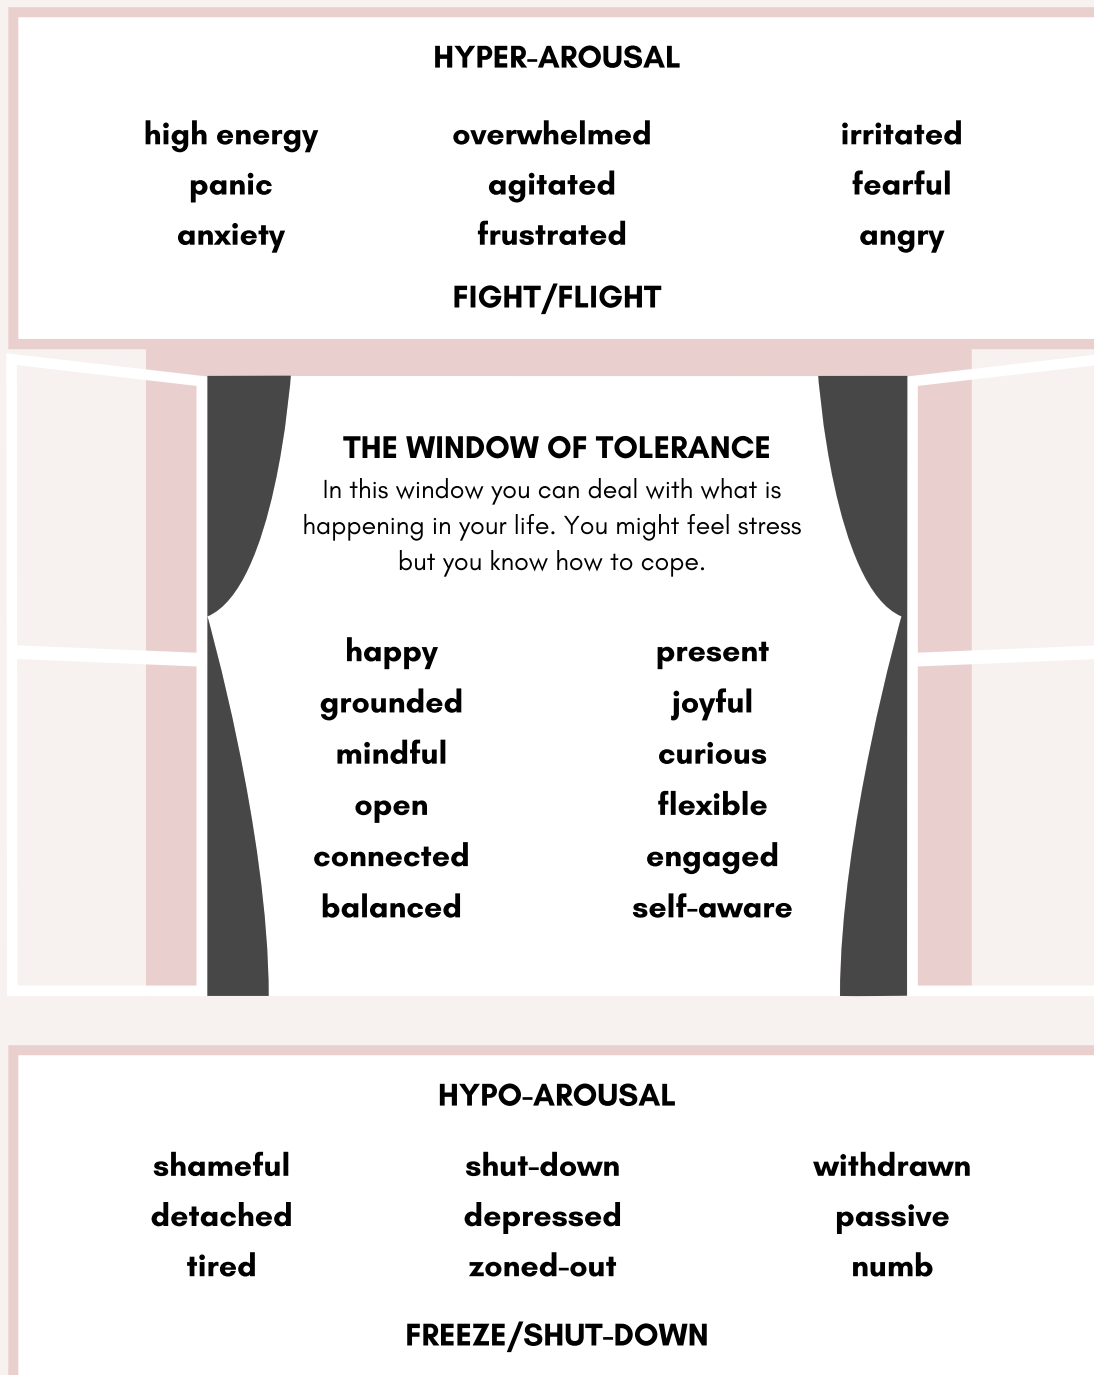 HYPER-AROUSAL
high energy overwhelmed irritated
panic agitated fearful
anxiety frustrated angry
FIGHT/FLIGHT
THE WINDOW OF TOLERANCE
In this window you can deal with what is
happening in your life. You might feel stress
but you know how to cope.
happy present
grounded joyful
mindful curious
open flexible
connected engaged
balanced self-aware
HYPO-AROUSAL
shameful shut-down withdrawn
detached depressed passive
tired zoned-out numb
FREEZE/SHUT-DOWN